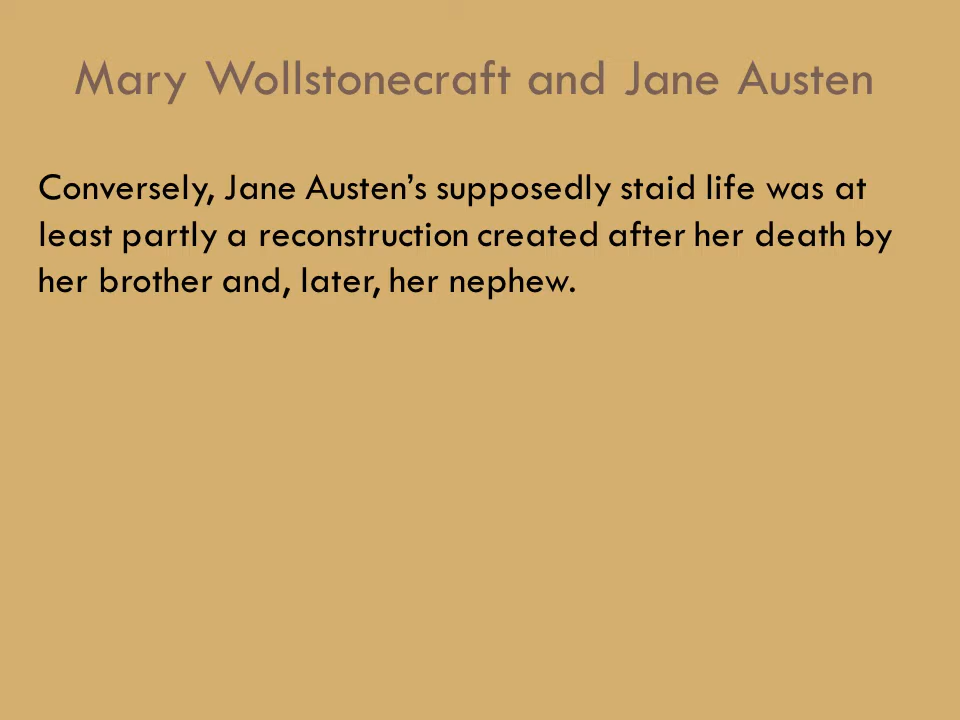 Mary Wollstonecraft and Jane Austen
Conversely, Jane Austen’s supposedly staid life was at
least partly a reconstruction created after her death by
her brother and, later, her nephew.